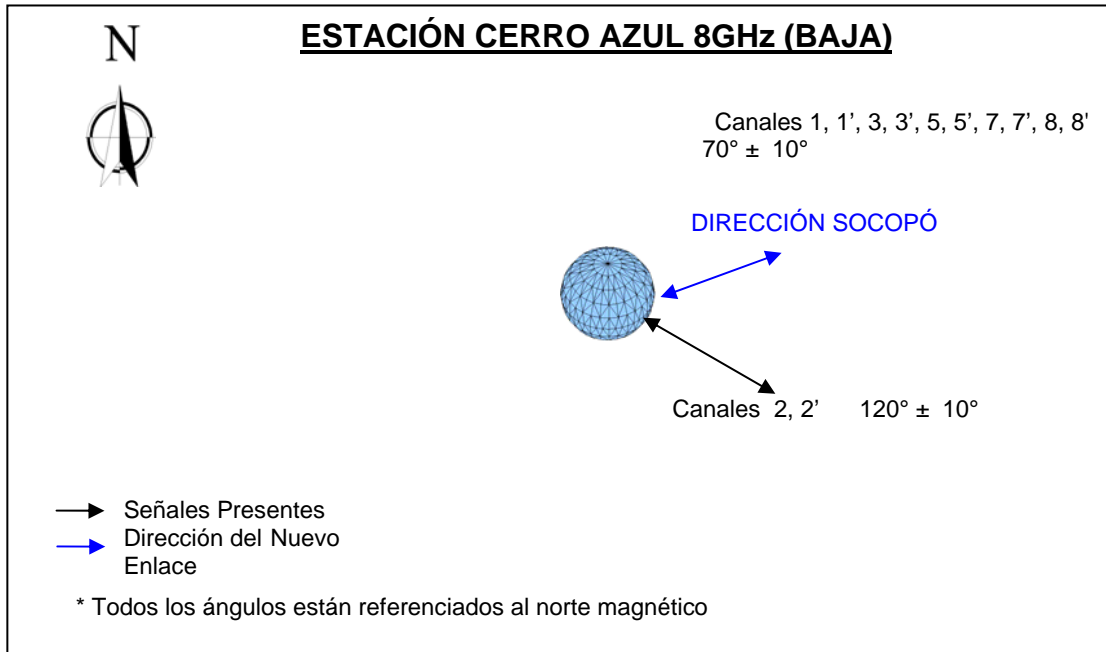 N
ESTACIÓN CERRO AZUL 8GHz (BAJA)
Canales 1, 1’, 3, 3’, 5, 5’, 7, 7’, 8, 8'
70° ± 10°
DIRECCIÓN SOCOPÓ
Canales 2, 2’ 120° ± 10°
Señales Presentes
Dirección del Nuevo
Enlace
* Todos los ángulos están referenciados al norte magnético